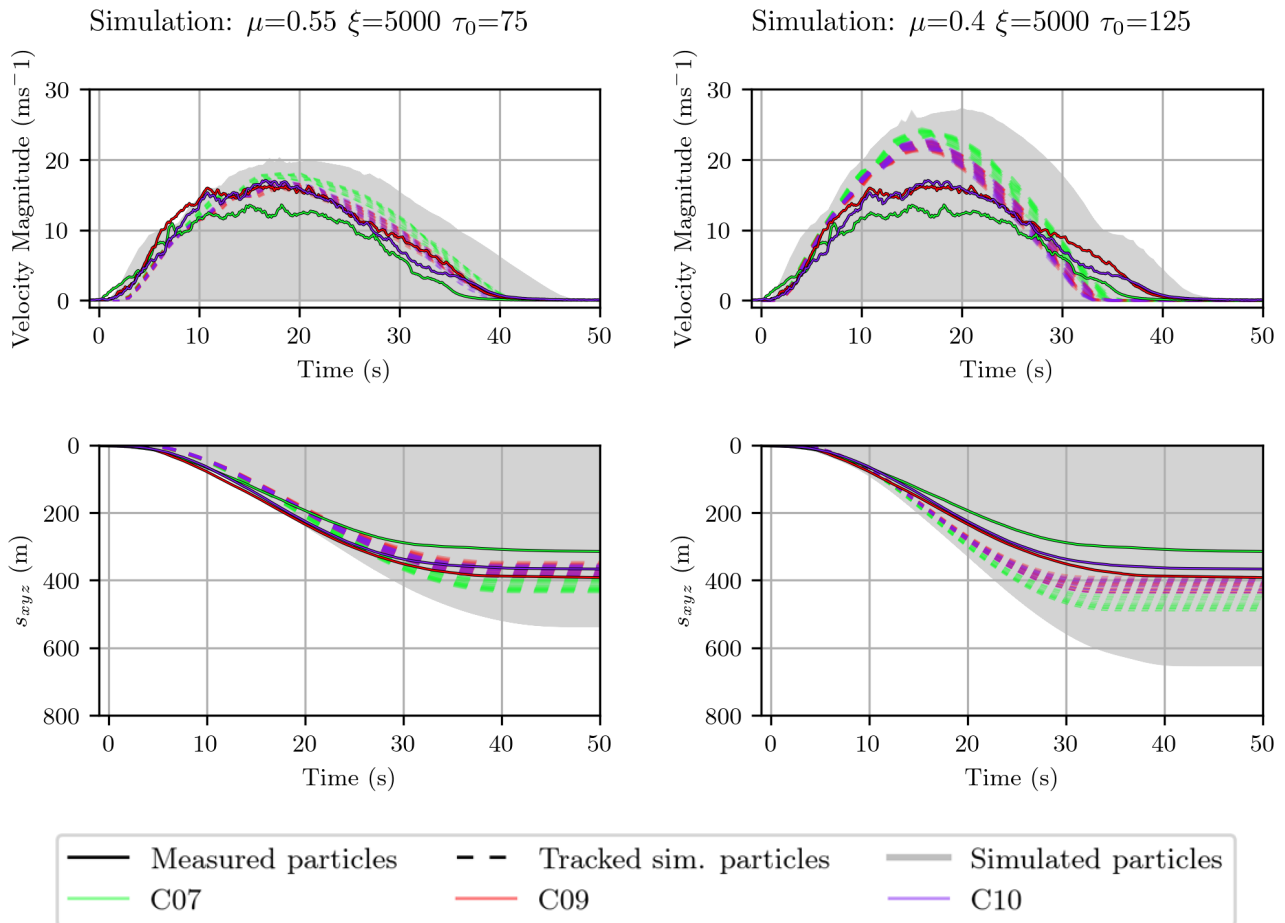 Simulation: μ=0.55 ξ=5000 τ0=75
Simulation: μ=0.4 ξ=5000 τ0=125
Velocity Magnitude (ms−1)
30
20
10
0
0 10 20 30 40 50
Time (s)
Velocity Magnitude (ms−1)
30
20
10
0
0 10 20 30 40 50
Time (s)
sxyz (m)
0
200
400
600
800
0 10 20 30 40 50
Time (s)
sxyz (m)
0
200
400
600
800
0 10 20 30 40 50
Time (s)
Measured particles Tracked sim. particles Simulated particles
C07 C09 C10